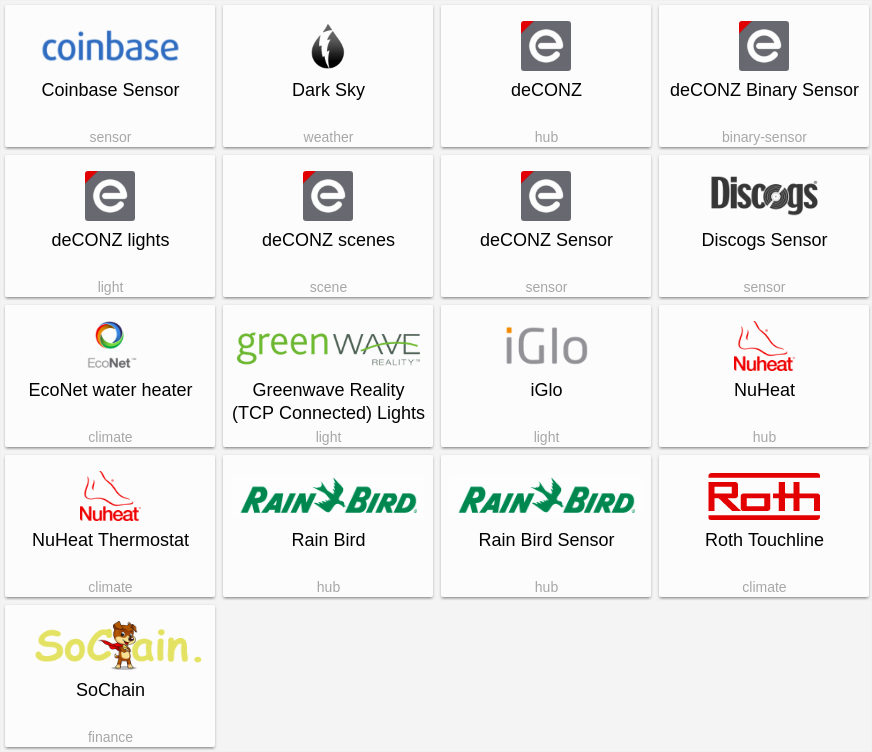 coinbase
Coinbase Sensor
sensor
Dark Sky
weather
e
deCONZ
hub
e
deCONZ Binary Sensor
binary-sensor
e
deCONZ lights
light
e
deCONZ scenes
scene
e
deCONZ Sensor
sensor
Discogs
Discogs Sensor
sensor
EcoNet™
EcoNet water heater
climate
greenWAVE
REALITY™
Greenwave Reality
(TCP Connected) Lights
light
iGlo
iGlo
light
Nuheat
NuHeat
hub
Nuheat
NuHeat Thermostat
climate
RAIN BIRD
Rain Bird
hub
RAIN BIRD
Rain Bird Sensor
hub
Roth
Roth Touchline
climate
SoChain.
SoChain
finance